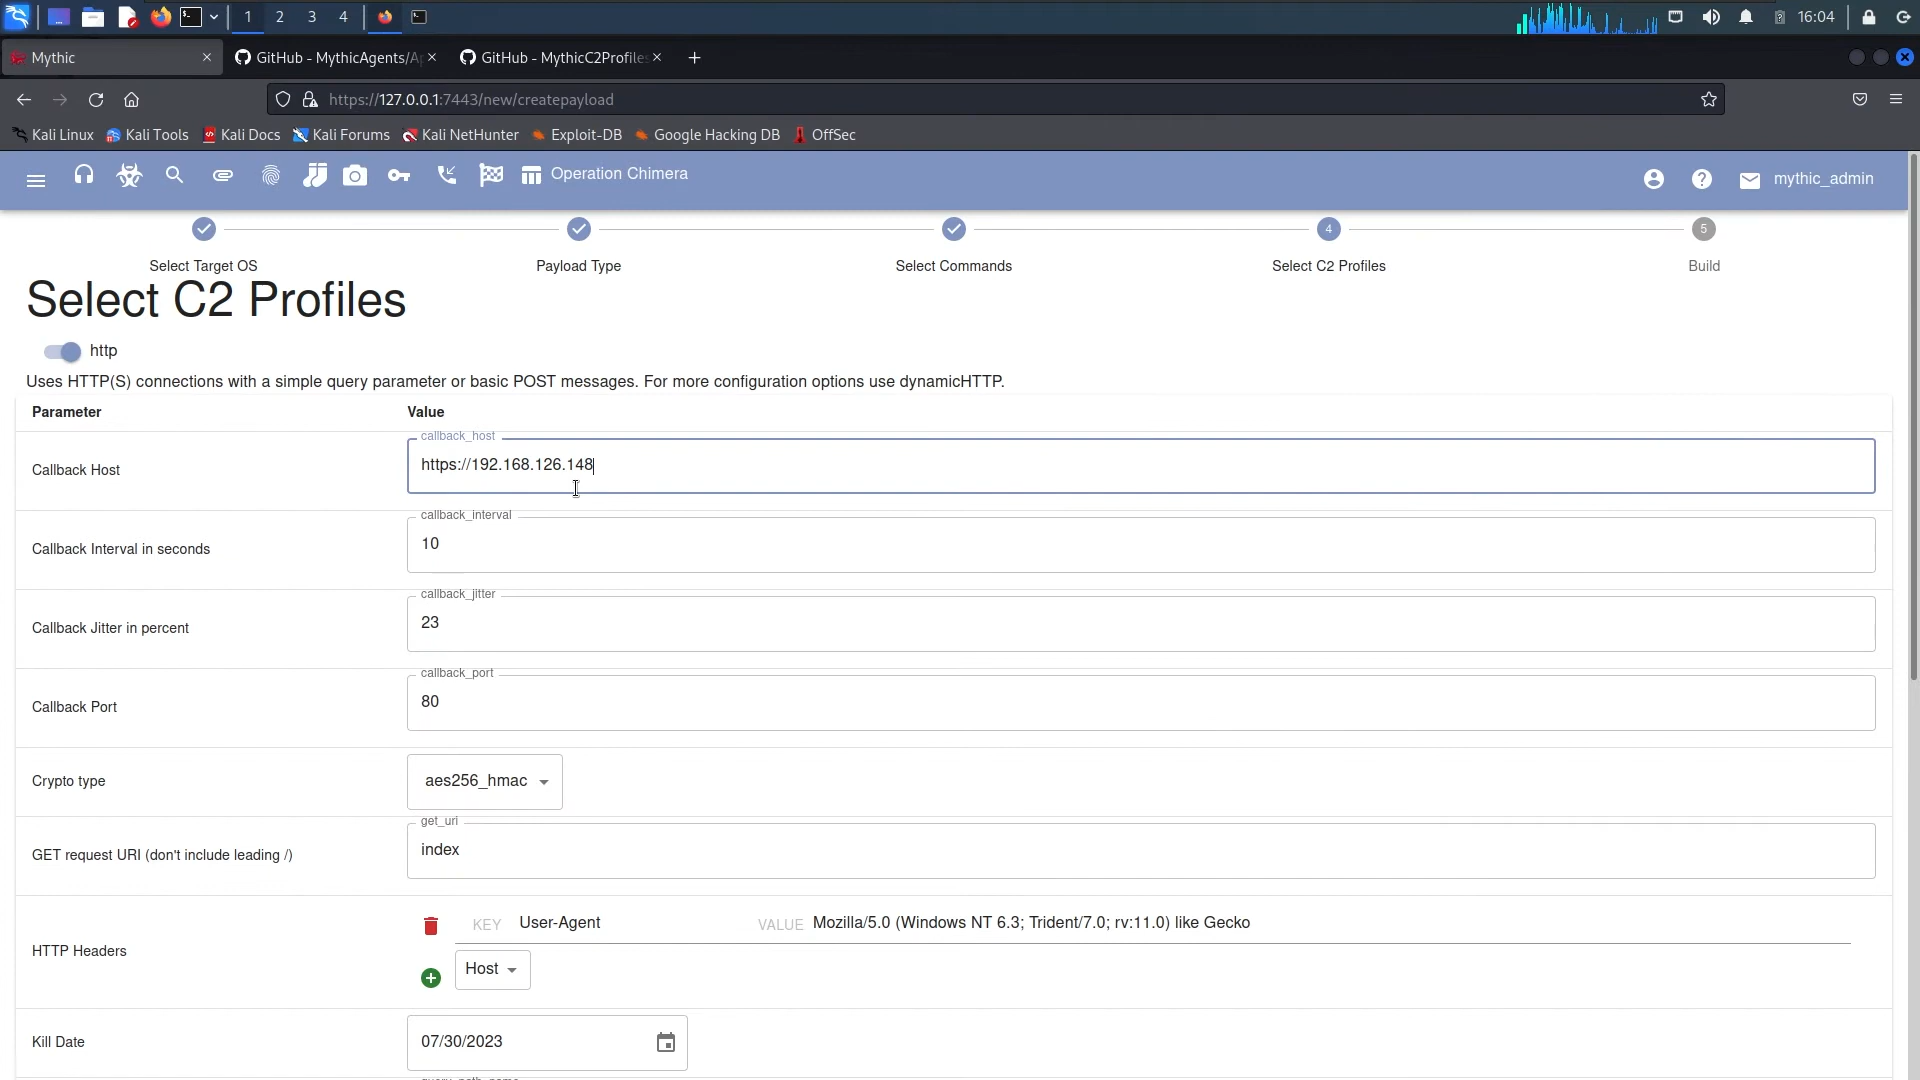 1 2 3 4
16:04
Mythic
GitHub - MythicAgents/Ap
GitHub - MythicC2Profiles
https://127.0.0.1:7443/new/createpayload
Kali Linux Kali Tools Kali Docs Kali Forums Kali NetHunter Exploit-DB Google Hacking DB OffSec
Operation Chimera
mythic_admin
4 5
Select Target OS Payload Type Select Commands Select C2 Profiles Build
Select C2 Profiles
http
Uses HTTP(S) connections with a simple query parameter or basic POST messages. For more configuration options use dynamicHTTP.
Parameter Value
callback_host
Callback Host https://192.168.126.148
callback_interval
Callback Interval in seconds 10
callback_jitter
Callback Jitter in percent 23
callback_port
Callback Port 80
Crypto type aes256_hmac
get_uri
GET request URI (don't include leading /) index
HTTP Headers
KEY User-Agent VALUE Mozilla/5.0 (Windows NT 6.3; Trident/7.0; rv:11.0) like Gecko
Host
Kill Date 07/30/2023